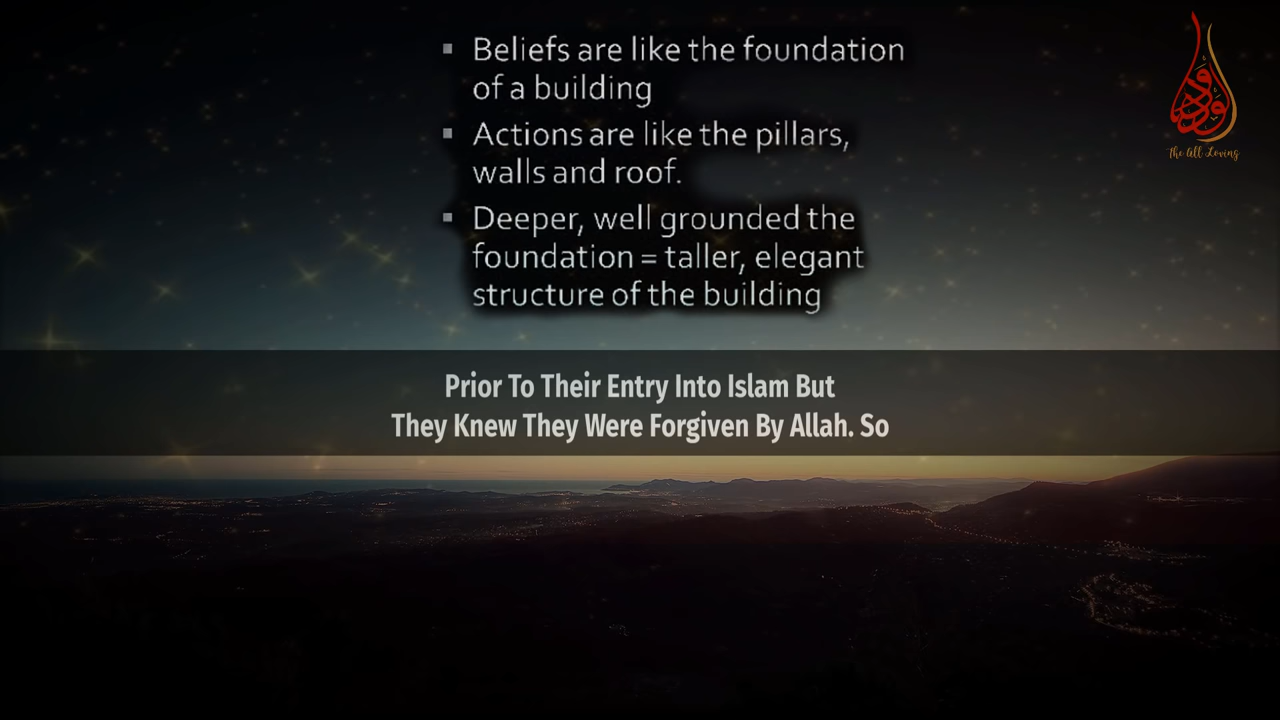 ▪ Beliefs are like the foundation
of a building
▪ Actions are like the pillars,
walls and roof.
▪ Deeper, well grounded the
foundation = taller, elegant
structure of the building
الودود
The All Loving
Prior To Their Entry Into Islam But
They Knew They Were Forgiven By Allah. So